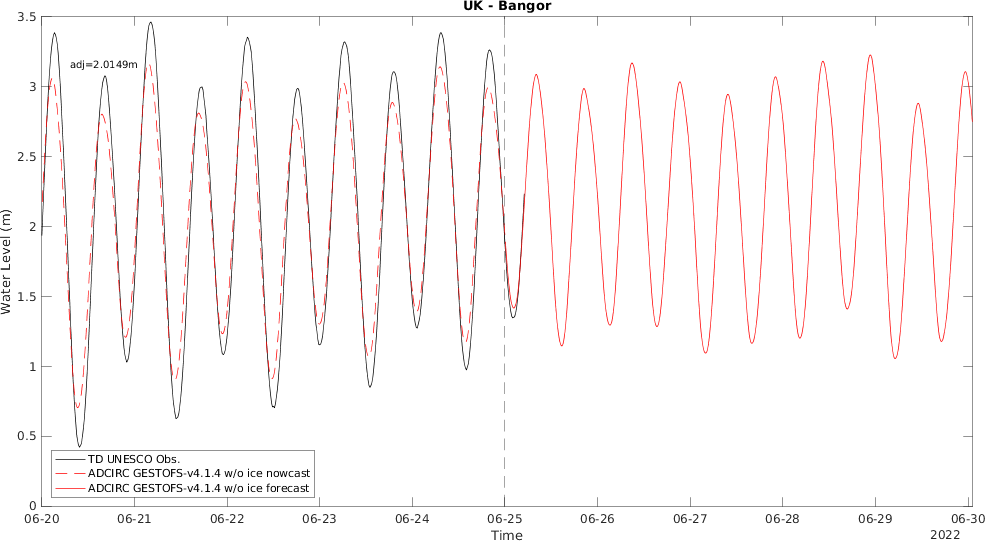 UK - Bangor
3.5
3
2.5
2
1.5
1
0.5
0
Water Level (m)
adj=2.0149m
TD UNESCO Obs.
ADCIRC GESTOFS-v4.1.4 w/o ice nowcast
ADCIRC GESTOFS-v4.1.4 w/o ice forecast
06-20 06-21 06-22 06-23 06-24 06-25 06-26 06-27 06-28 06-29 06-30
Time
2022